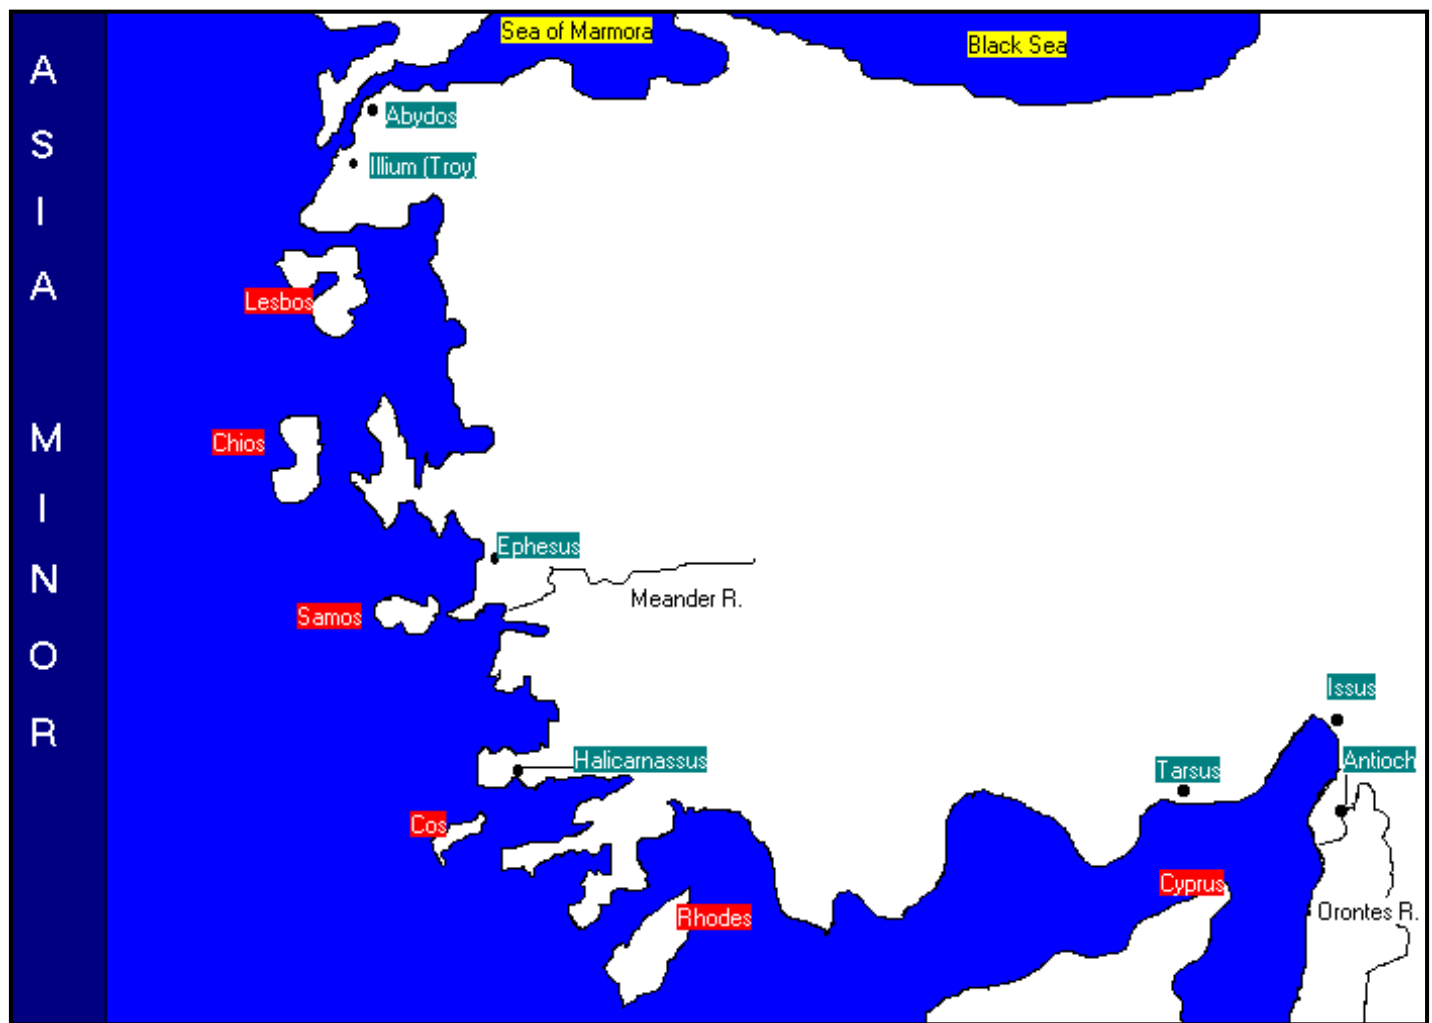 ASIA MINOR
Sea of Marmora
Black Sea
Abydos
Illium (Troy)
Lesbos
Chios
Ephesus
Meander R.
Samos
Issus
Halicarnassus
Tarsus
Antioch
Cos
Cyprus
Rhodes
Orontes R.